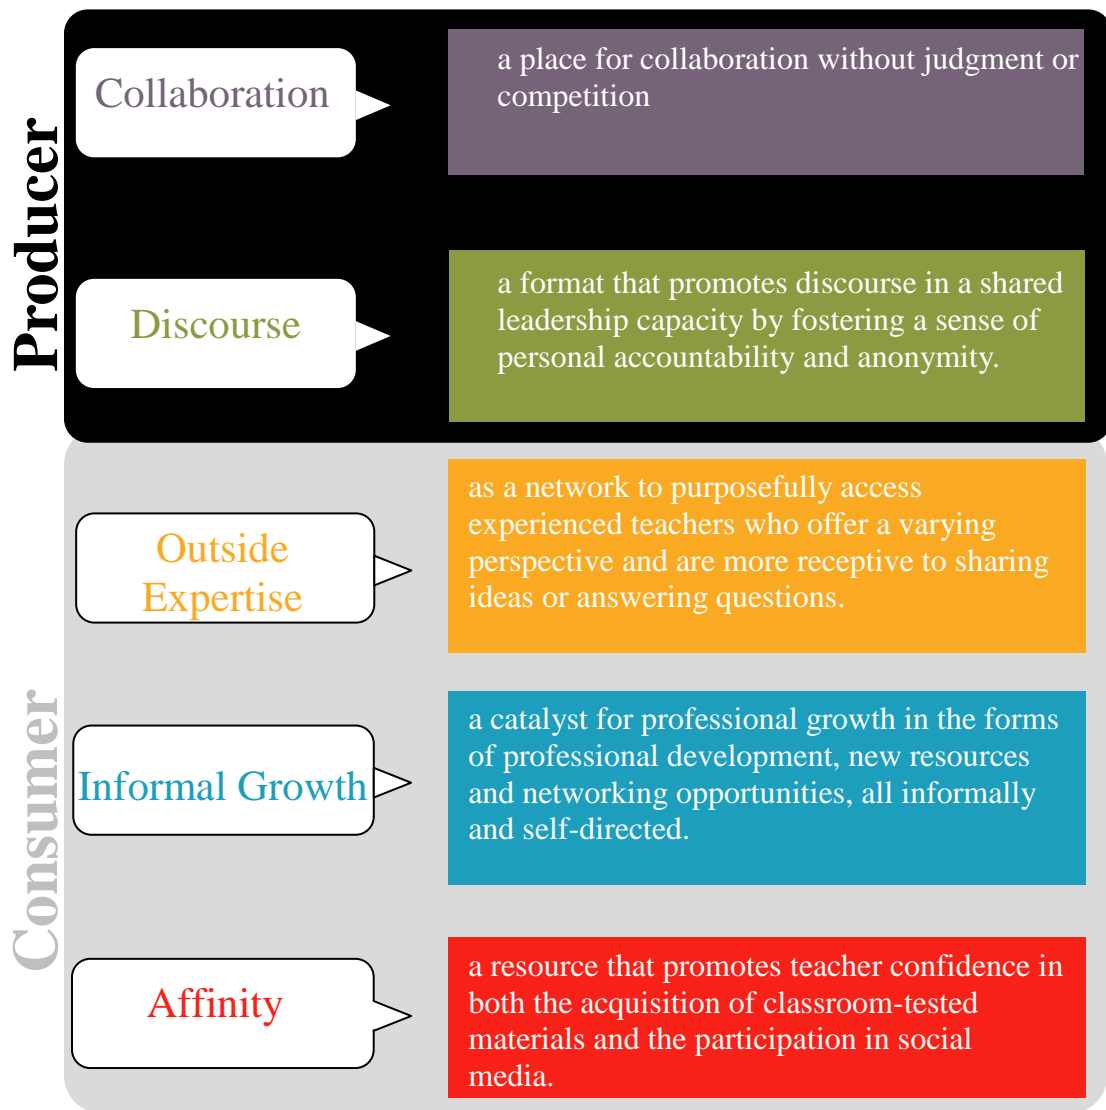 Producer
Collaboration
a place for collaboration without judgment or
competition
Discourse
a format that promotes discourse in a shared
leadership capacity by fostering a sense of
personal accountability and anonymity.
Consumer
Outside
Expertise
as a network to purposefully access
experienced teachers who offer a varying
perspective and are more receptive to sharing
ideas or answering questions.
Informal Growth
a catalyst for professional growth in the forms
of professional development, new resources
and networking opportunities, all informally
and self-directed.
Affinity
a resource that promotes teacher confidence in
both the acquisition of classroom-tested
materials and the participation in social
media.